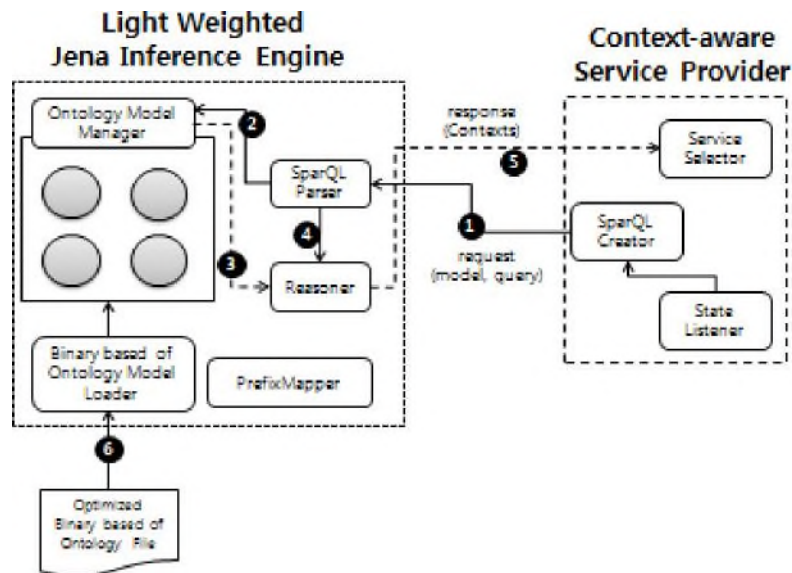 Light Weighted
Jena Inference Engine
Context-aware
Service Provider
Ontology Model
Manager
2
SparQL
Parser
4
3
Reasoner
Binary based of
Ontology Model
Loader
PrefixMapper
6
Optimized
Binary based of
Ontology File
response
(Contexts)
5
1
request
(model, query)
Service
Selector
SparQL
Creator
State
Listener